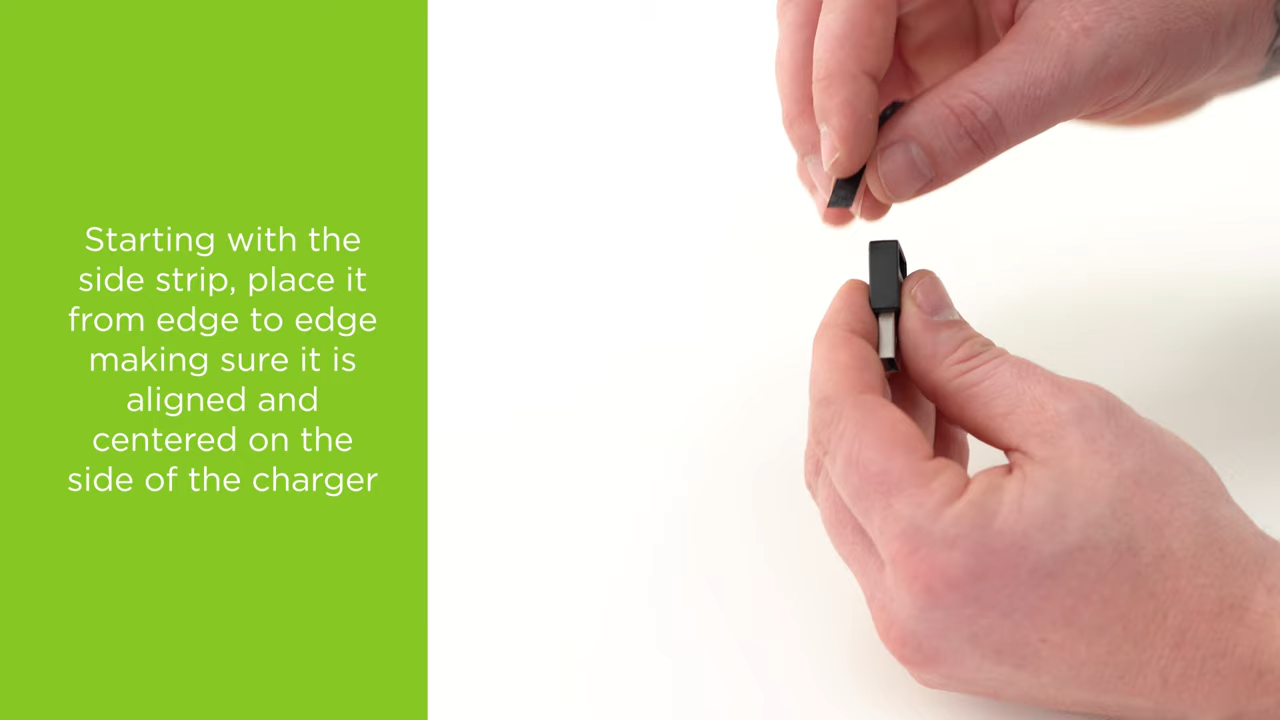 Starting with the
side strip, place it
from edge to edge
making sure it is
aligned and
centered on the
side of the charger